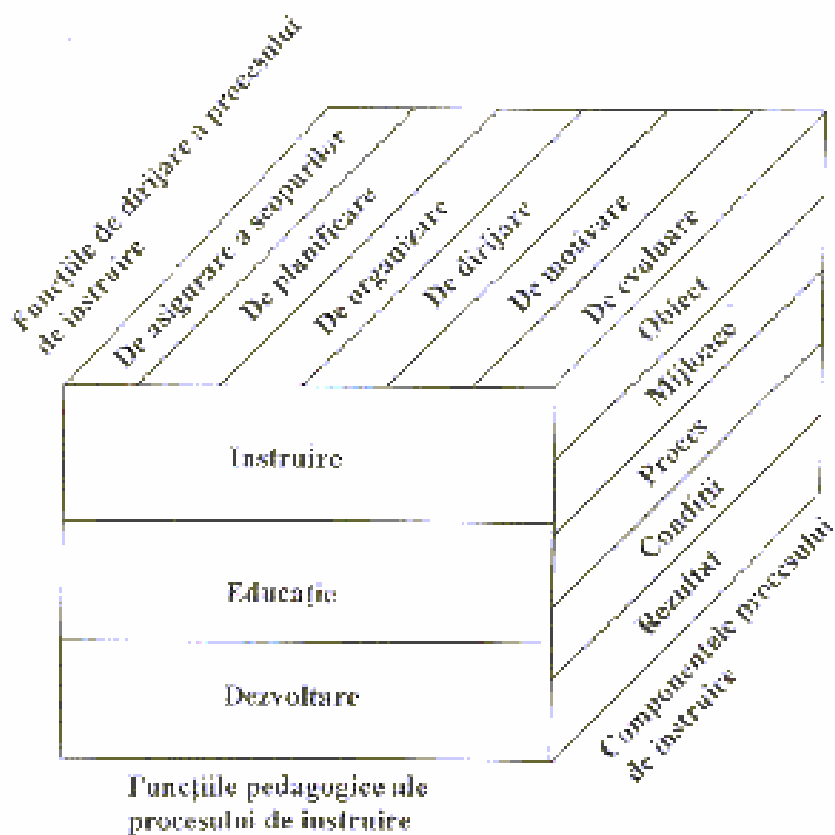 Funcțiile de dirijare a procesului
de instruire
De asigurare a scopurilor
De planificare
De organizare
De dirijare
De motivare
De evaluare
Obiect
Mijloace
Proces
Condiții
Rezultat
Componentele procesului
de instruire
Instruire
Educație
Dezvoltare
Funcțiile pedagogice ale
procesului de instruire